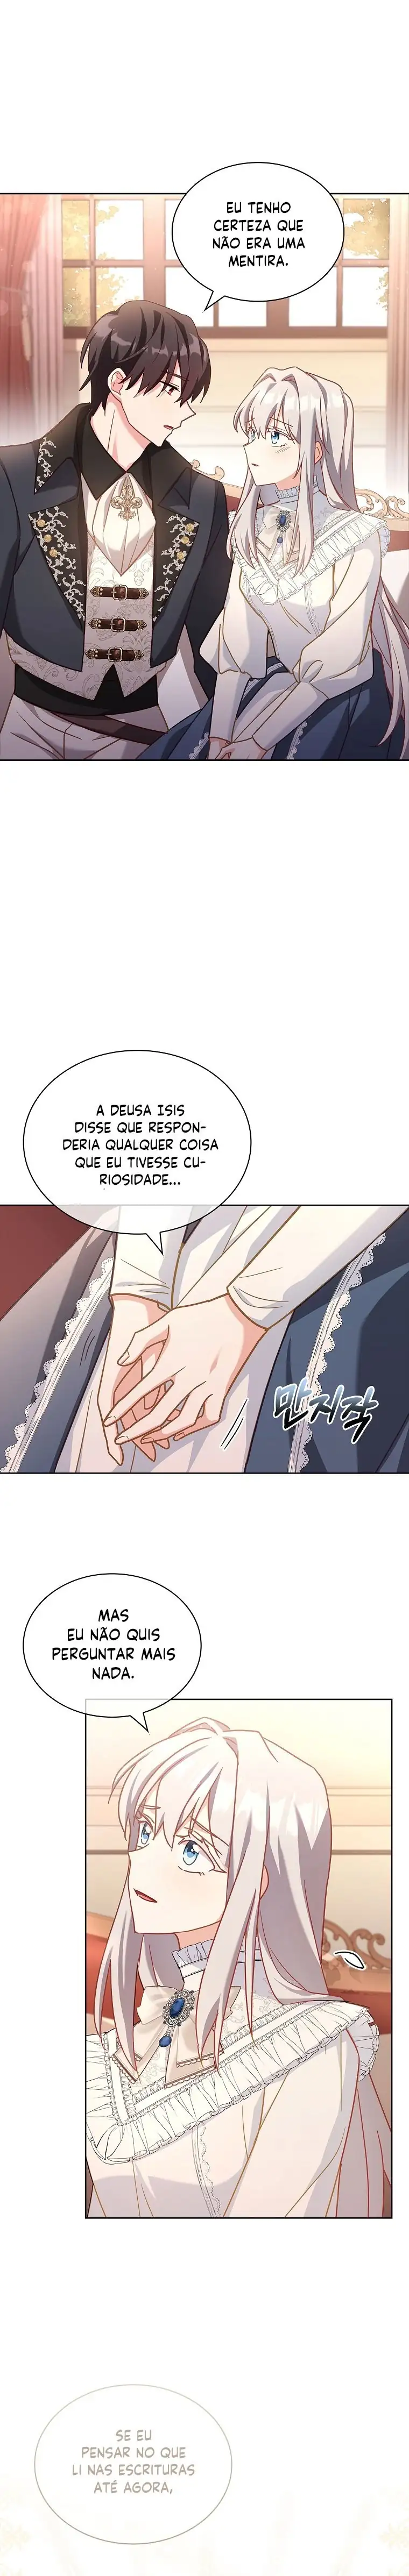 EU TENHO
CERTEZA QUE
NÃO ERA UMA
MENTIRA.
A DEUSA ISIS
DISSE QUE RESPON-
DERIA QUALQUER COISA
QUE EU TIVESSE CU-
RIOSIDADE...
만지작
MAS
EU NÃO QUIS
PERGUNTAR MAIS
NADA.
SE EU
PENSAR NO QUE
LI NAS ESCRITURAS
ATÉ AGORA,